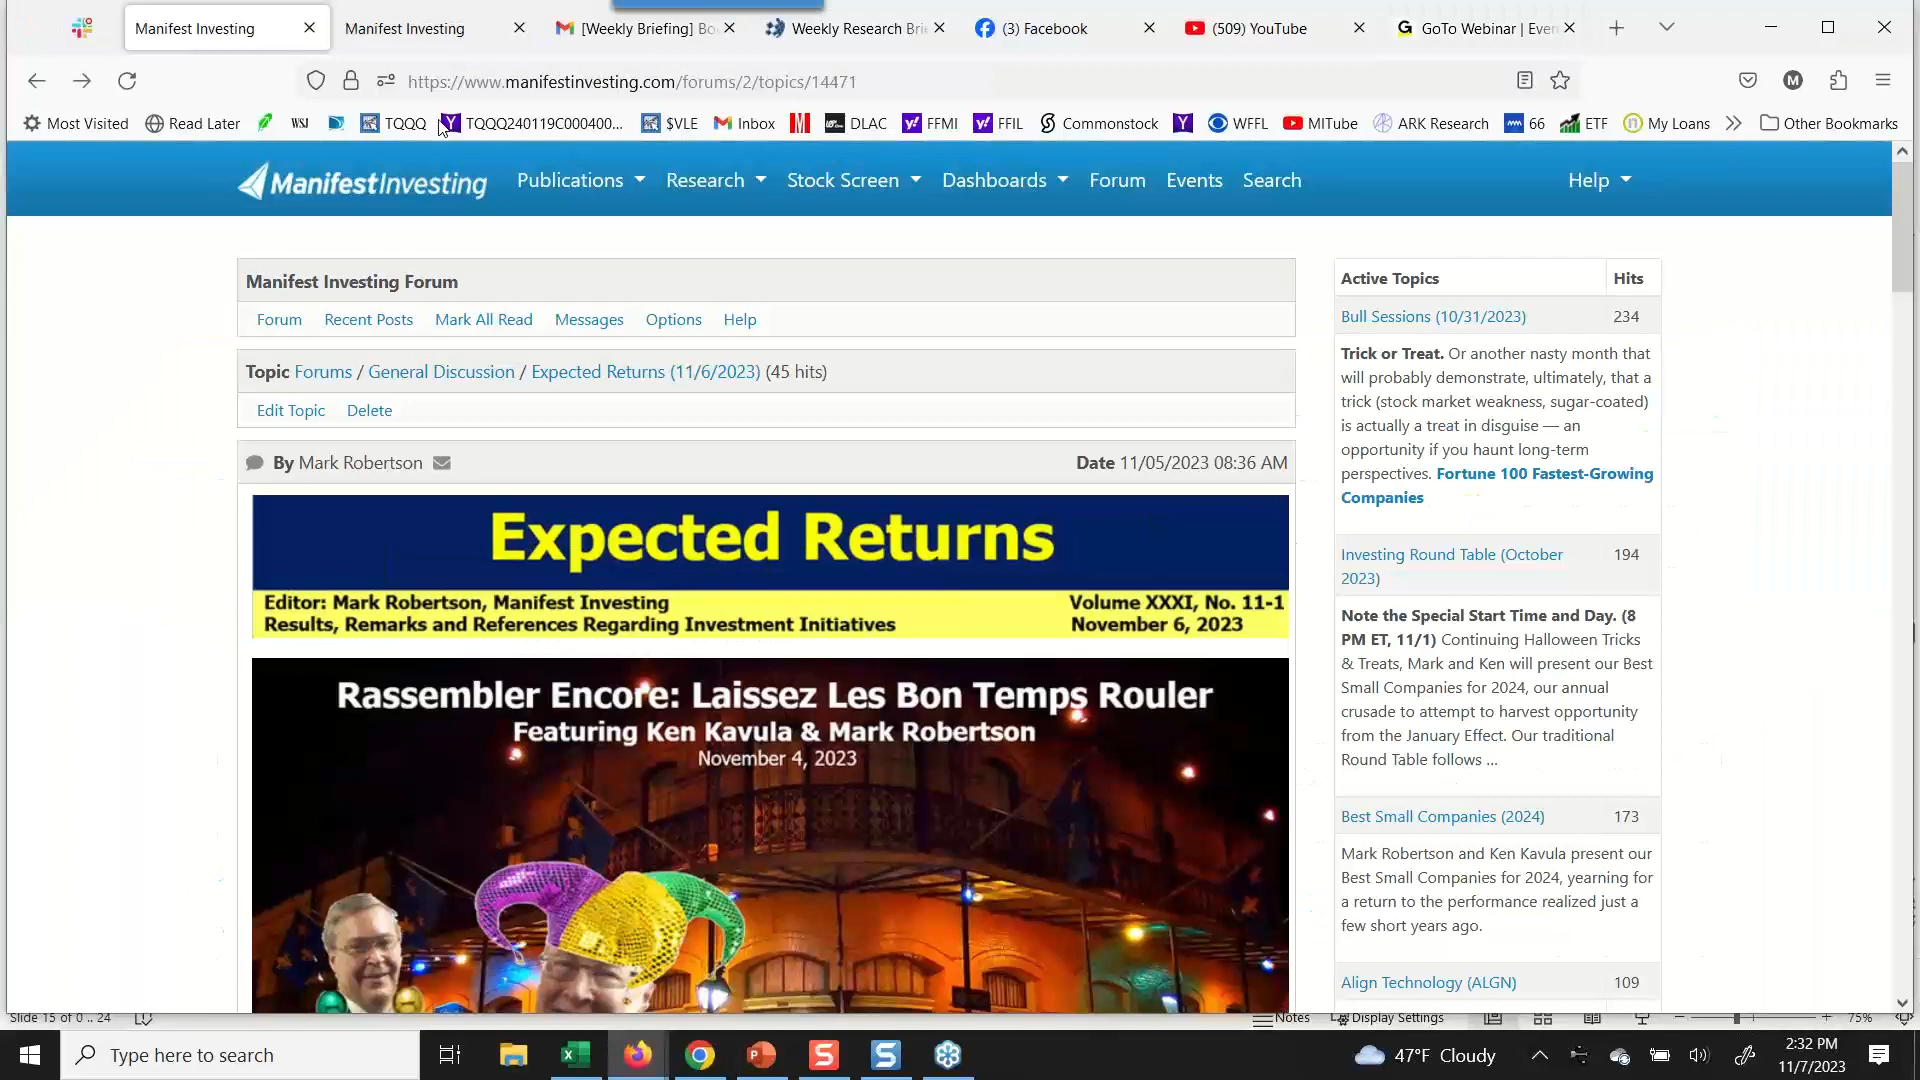 Manifest Investing
Manifest Investing
[Weekly Briefing] Bo
Weekly Research Bri
(3) Facebook
(509) YouTube
GoTo Webinar | Even
https://www.manifestinvesting.com/forums/2/topics/14471
Most Visited
Read Later
WSJ
TQQQ
TQQQ240119C000400...
$VLE
Inbox
DLAC
FFMI
FFIL
Commonstock
WFFL
MITube
ARK Research
66
ETF
My Loans
Other Bookmarks
ManifestInvesting
Publications
Research
Stock Screen
Dashboards
Forum
Events
Search
Help
Manifest Investing Forum
Forum Recent Posts Mark All Read Messages Options Help
Topic Forums / General Discussion / Expected Returns (11/6/2023) (45 hits)
Edit Topic Delete
By Mark Robertson
Date 11/05/2023 08:36 AM
Expected Returns
Editor: Mark Robertson, Manifest Investing
Volume XXXI, No. 11-1
Results, Remarks and References Regarding Investment Initiatives
November 6, 2023
Rassembler Encore: Laissez Les Bon Temps Rouler
Featuring Ken Kavula & Mark Robertson
November 4, 2023
Active Topics Hits
Bull Sessions (10/31/2023) 234
Trick or Treat. Or another nasty month that
will probably demonstrate, ultimately, that a
trick (stock market weakness, sugar-coated)
is actually a treat in disguise — an
opportunity if you haunt long-term
perspectives. Fortune 100 Fastest-Growing
Companies
Investing Round Table (October 194
2023)
Note the Special Start Time and Day. (8
PM ET, 11/1) Continuing Halloween Tricks
& Treats, Mark and Ken will present our Best
Small Companies for 2024, our annual
crusade to attempt to harvest opportunity
from the January Effect. Our traditional
Round Table follows ...
Best Small Companies (2024) 173
Mark Robertson and Ken Kavula present our
Best Small Companies for 2024, yearning for
a return to the performance realized just a
few short years ago.
Align Technology (ALGN) 109
Slide 15 of 0 .. 24
Notes
Display Settings
75%
Type here to search
47°F Cloudy
2:32 PM
11/7/2023